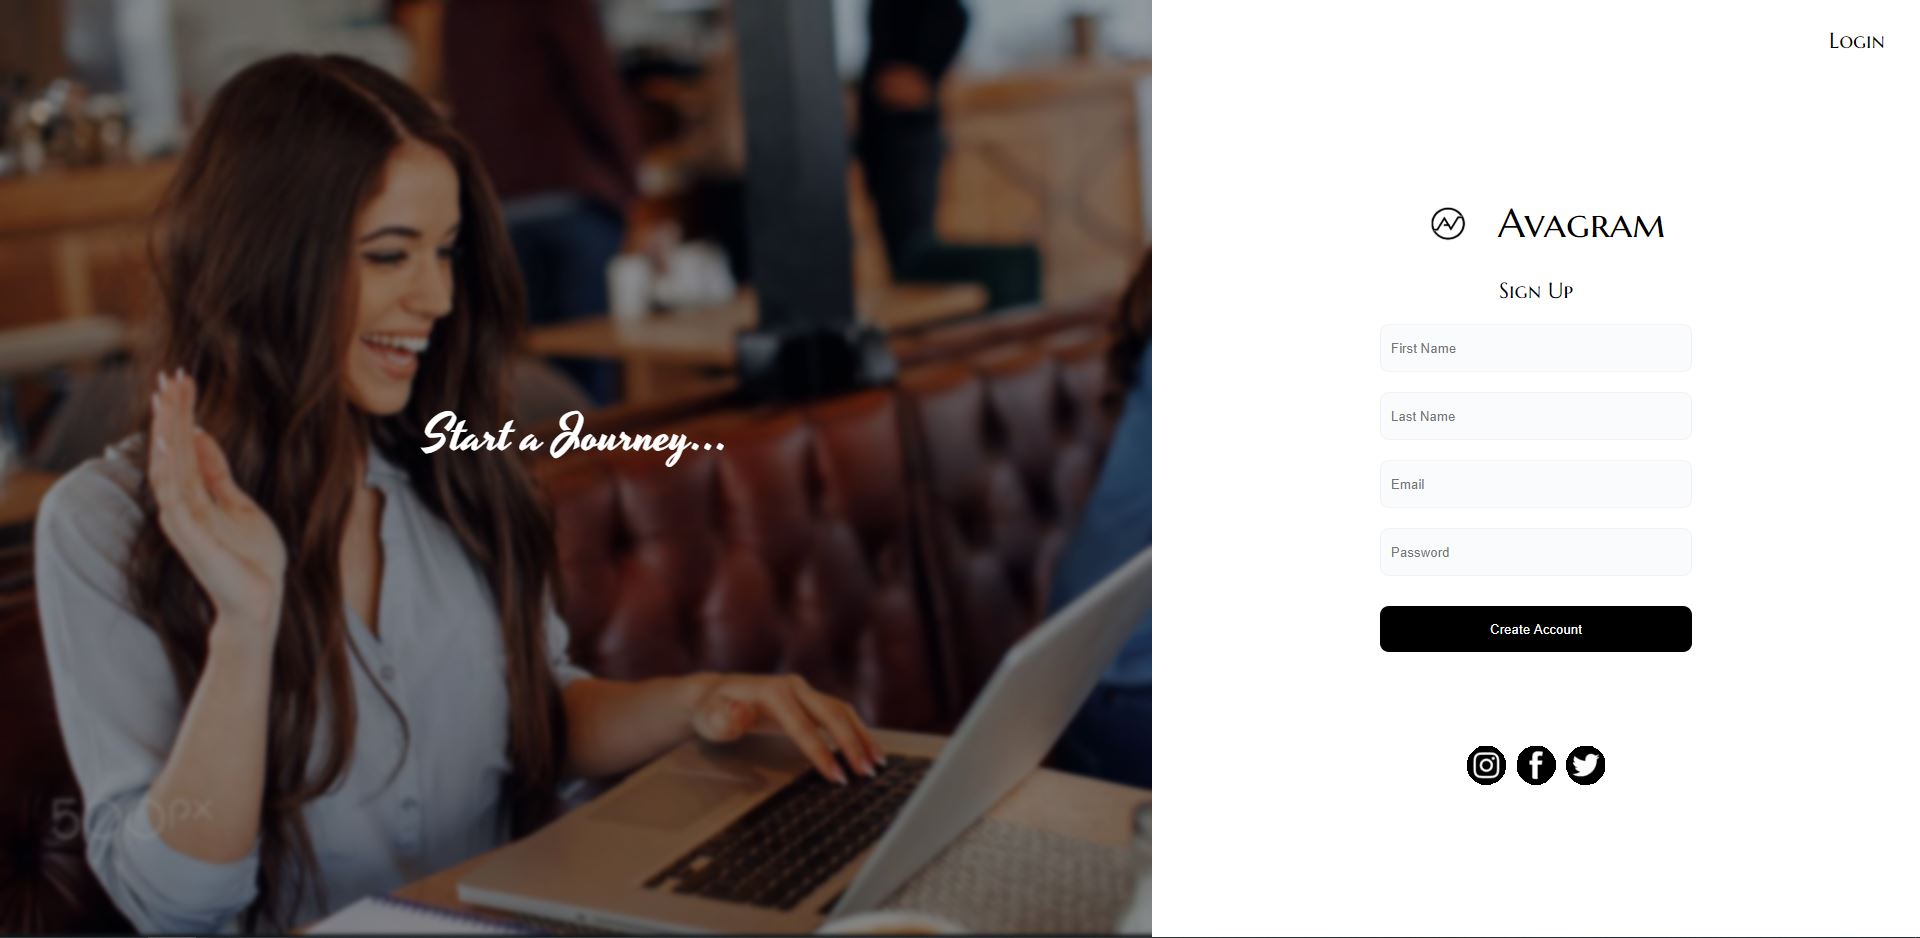 Login
Avagram
Sign Up
First Name
Last Name
Email
Password
Create Account
Start a Journey...
500px